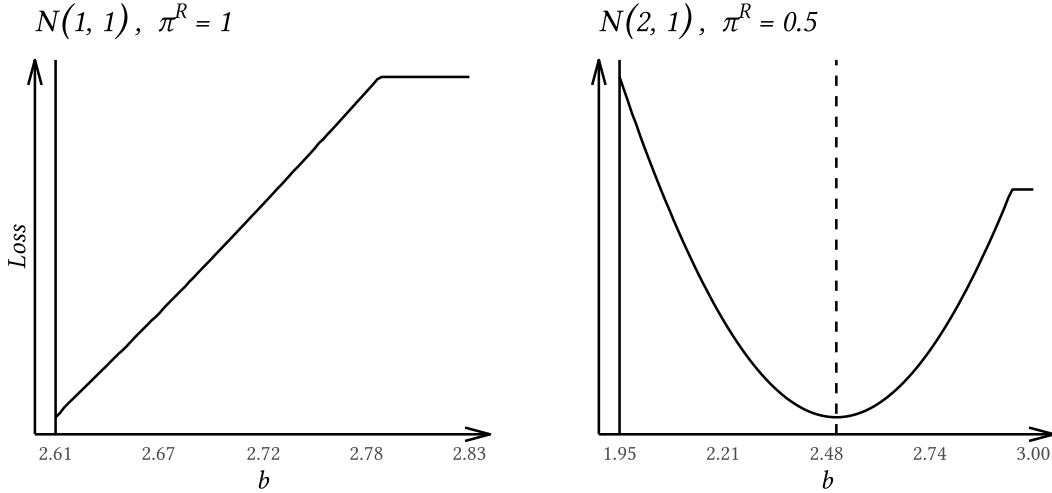 N(1, 1), π^R = 1
Loss
2.61 2.67 2.72 2.78 2.83
b
N(2, 1), π^R = 0.5
1.95 2.21 2.48 2.74 3.00
b